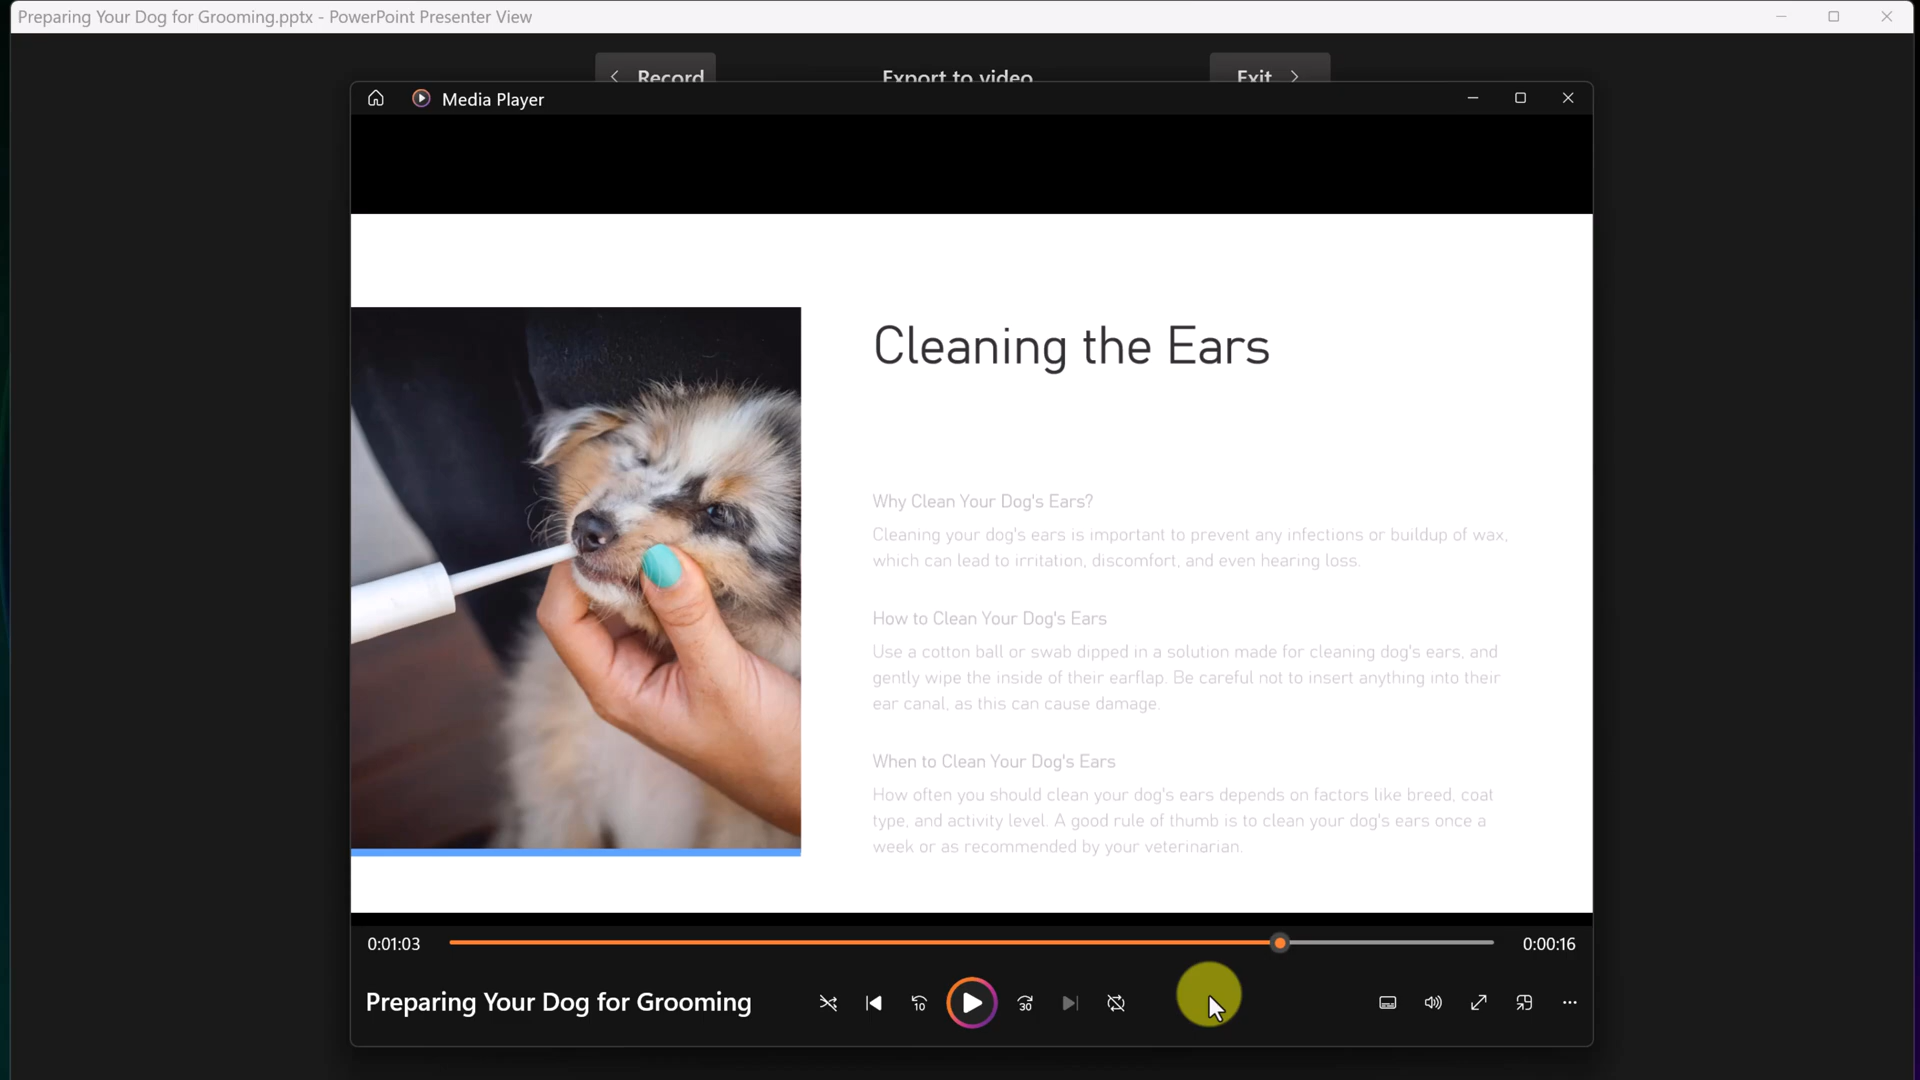 Preparing Your Dog for Grooming.pptx - PowerPoint Presenter View
Record
Export to video
Exit
Media Player
Cleaning the Ears
Why Clean Your Dog's Ears?
Cleaning your dog's ears is important to prevent any infections or buildup of wax,
which can lead to irritation, discomfort, and even hearing loss.
How to Clean Your Dog's Ears
Use a cotton ball or swab dipped in a solution made for cleaning dog's ears, and
gently wipe the inside of their earflap. Be careful not to insert anything into their
ear canal, as this can cause damage.
When to Clean Your Dog's Ears
How often you should clean your dog's ears depends on factors like breed, coat
type, and activity level. A good rule of thumb is to clean your dog's ears once a
week or as recommended by your veterinarian.
0:01:03
0:00:16
Preparing Your Dog for Grooming
10
30